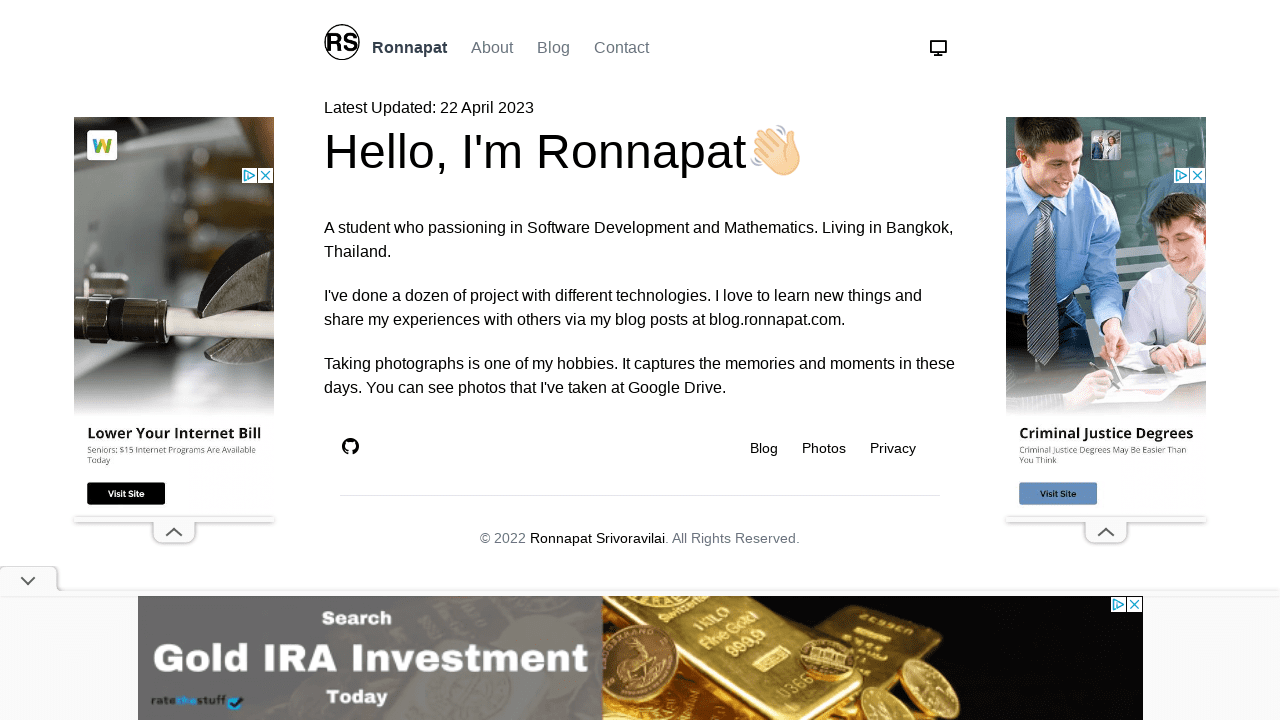 RS Ronnapat About Blog Contact
Latest Updated: 22 April 2023
Hello, I'm Ronnapat👋🏼
A student who passioning in Software Development and Mathematics. Living in Bangkok,
Thailand.
I've done a dozen of project with different technologies. I love to learn new things and
share my experiences with others via my blog posts at blog.ronnapat.com.
Taking photographs is one of my hobbies. It captures the memories and moments in these
days. You can see photos that I've taken at Google Drive.
Blog Photos Privacy
© 2022 Ronnapat Srivoravilai. All Rights Reserved.
W
Lower Your Internet Bill
Seniors: $15 Internet Programs Are Available
Today
Visit Site
Criminal Justice Degrees
Criminal Justice Degrees May Be Easier Than
You Think
Visit Site
Search
Gold IRA Investment
Today
ratethestuff